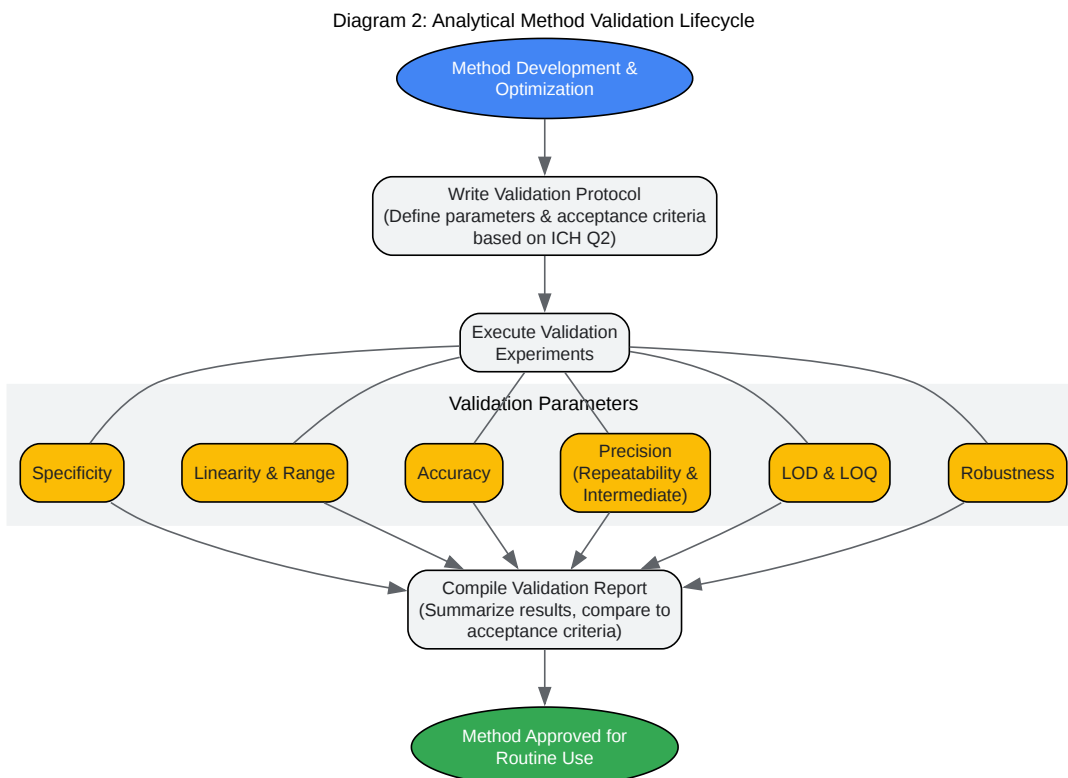 Diagram 2: Analytical Method Validation Lifecycle
Method Development &
Optimization
Write Validation Protocol
(Define parameters & acceptance criteria
based on ICH Q2)
Execute Validation
Experiments
Validation Parameters
Specificity
Linearity & Range
Accuracy
Precision
(Repeatability &
Intermediate)
LOD & LOQ
Robustness
Compile Validation Report
(Summarize results, compare to
acceptance criteria)
Method Approved for
Routine Use